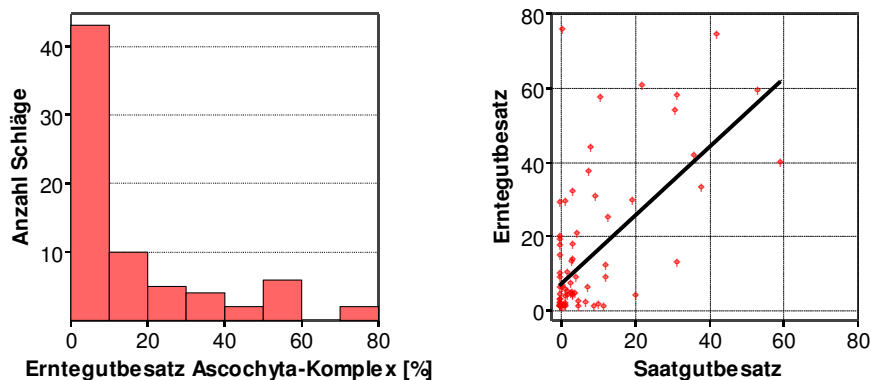 Anzahl Schläge
40
30
20
10
0 20 40 60 80
Erntegutbesatz Ascochyta-Komplex [%]
Erntegutbesatz
80
60
40
20
0
0 20 40 60 80
Saatgutbesatz